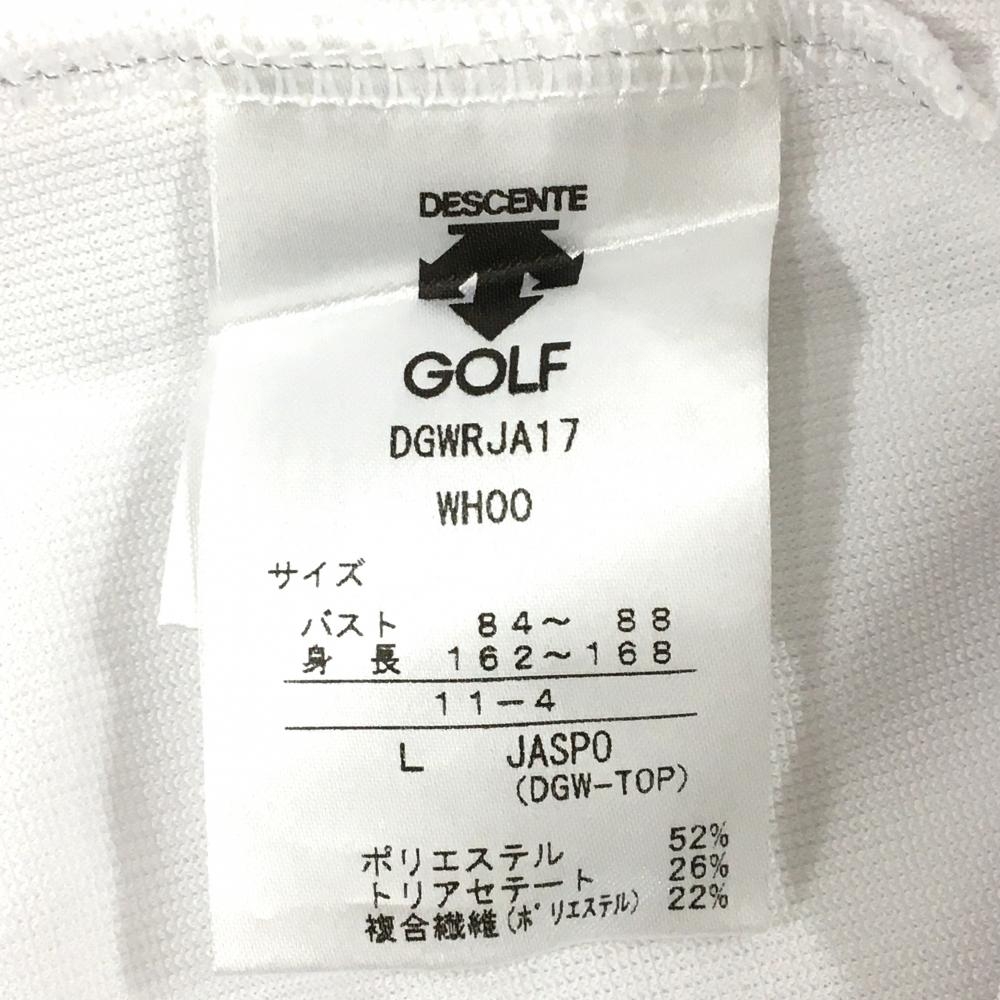 DESCENTE
GOLF
DGWRJA17
WH00
サイズ
バスト 84～ 88
身 長 162～168
11-4
L JASPO
(DGW-TOP)
ポリエステル 52%
トリアセテート 26%
複合繊維(ポリエステル) 22%